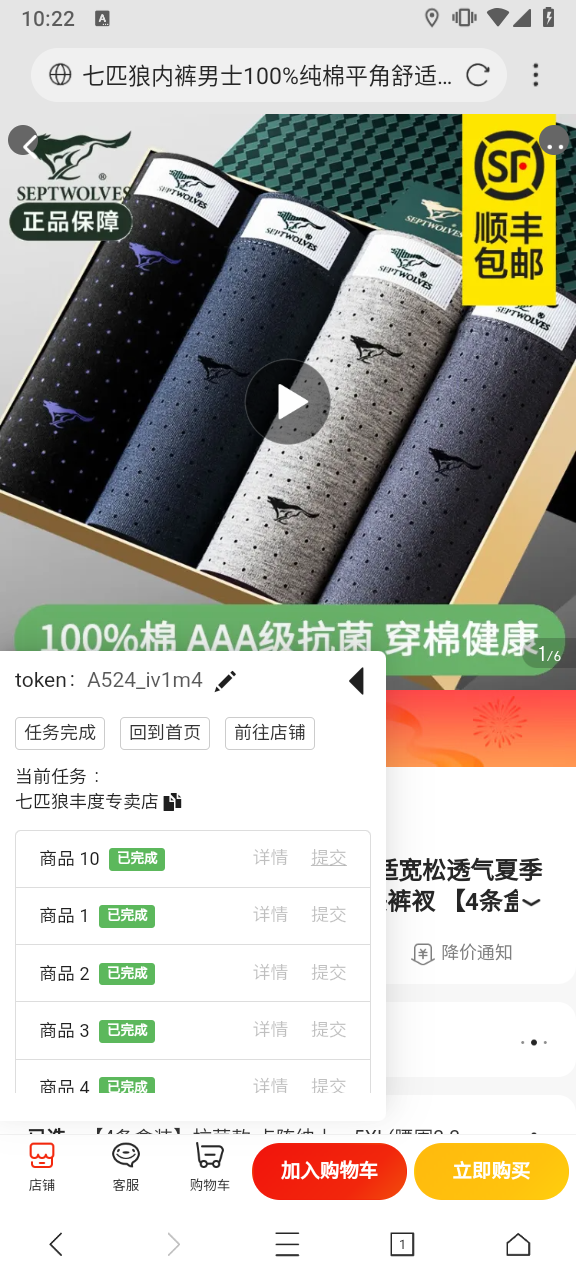 10:22
A
七匹狼内裤男士100%纯棉平角舒适...
SEPTWOLVES
正品保障
SEPTWOLVES
SEPTWOLVES
SEPTWOLVES
SEPTWOLVES
SF
顺丰
包邮
100%棉 AAA级抗菌 穿棉健康
1/6
token： A524_iv1m4
任务完成 回到首页 前往店铺
当前任务：
七匹狼丰度专卖店
商品 10 已完成 详情 提交
商品 1 已完成 详情 提交
商品 2 已完成 详情 提交
商品 3 已完成 详情 提交
商品 4 已完成 详情 提交
适宽松透气夏季
裤衩 【4条盒
降价通知
店铺 客服 购物车 加入购物车 立即购买
1